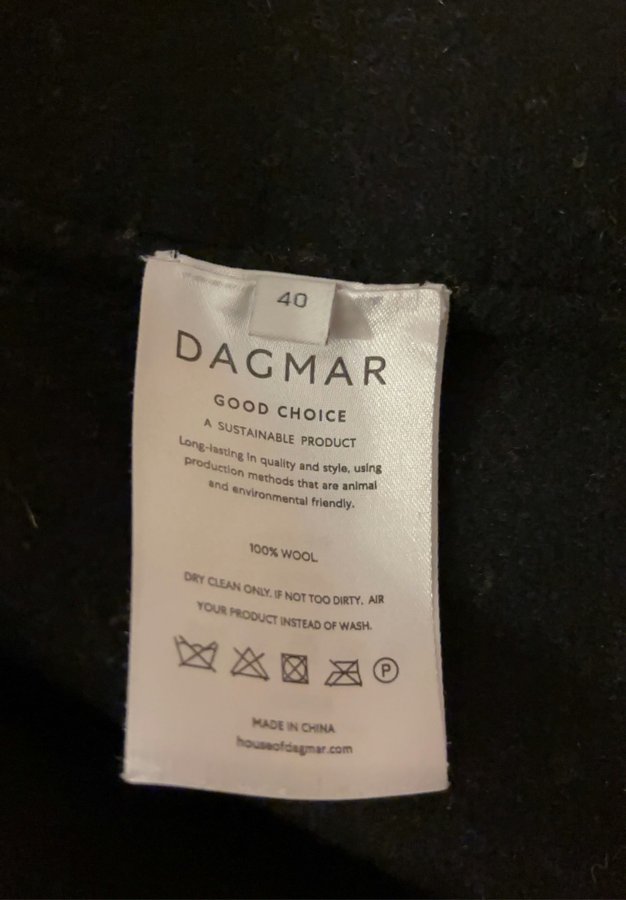 40
DAGMAR
GOOD CHOICE
A SUSTAINABLE PRODUCT
Long-lasting in quality and style, using
production methods that are animal
and environmental friendly.
100% WOOL.
DRY CLEAN ONLY. IF NOT TOO DIRTY, AIR
YOUR PRODUCT INSTEAD OF WASH.
P
MADE IN CHINA
houseofdagmar.com